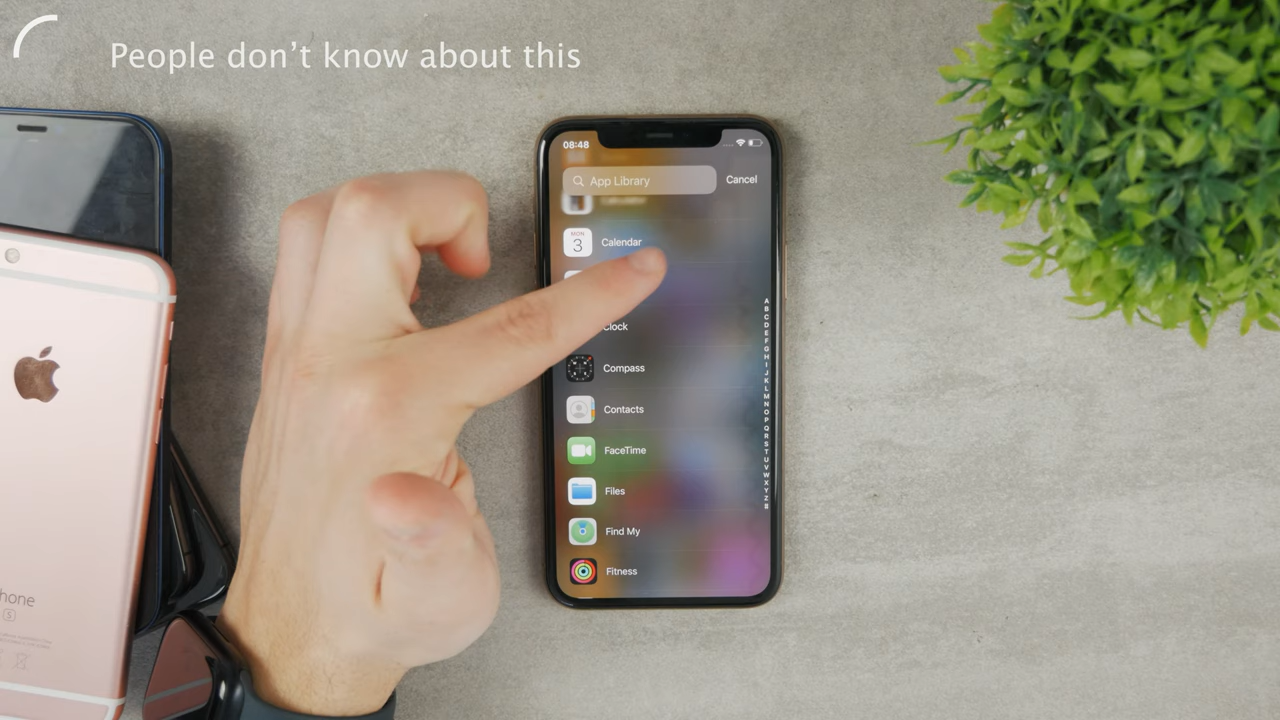 People don’t know about this
08:48
App Library
Cancel
Calculator
MON
3
Calendar
Clock
Compass
Contacts
FaceTime
Files
Find My
Fitness
A
B
C
D
E
F
G
H
I
J
K
L
M
N
O
P
Q
R
S
T
U
V
W
X
Y
Z
#
hone
S